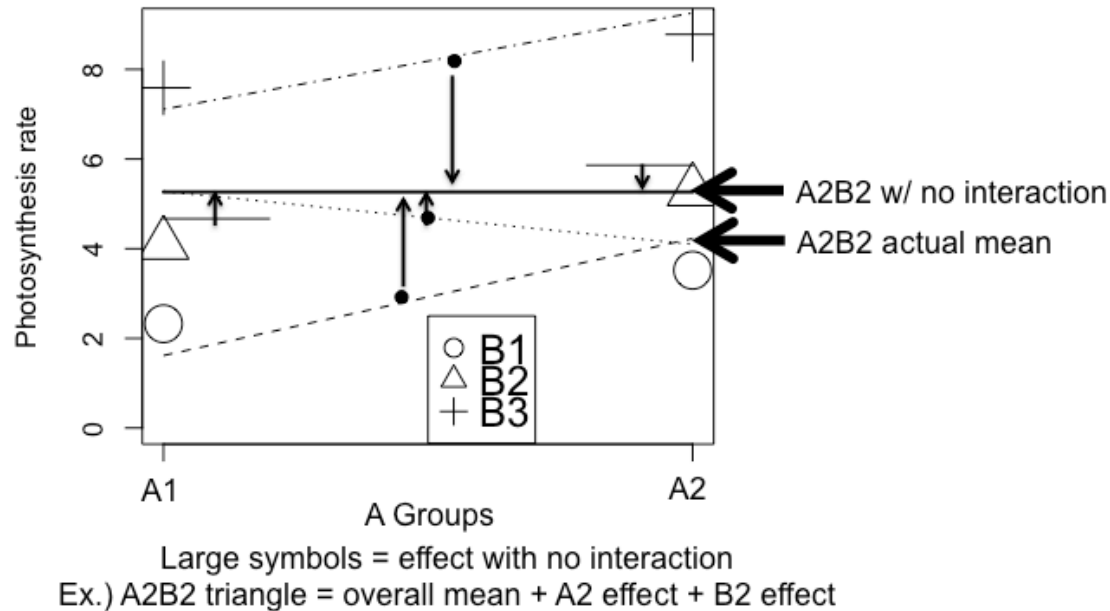 Photosynthesis rate
8
6
4
2
0
A2B2 w/ no interaction
A2B2 actual mean
B1
B2
B3
A1
A2
A Groups
Large symbols = effect with no interaction
Ex.) A2B2 triangle = overall mean + A2 effect + B2 effect